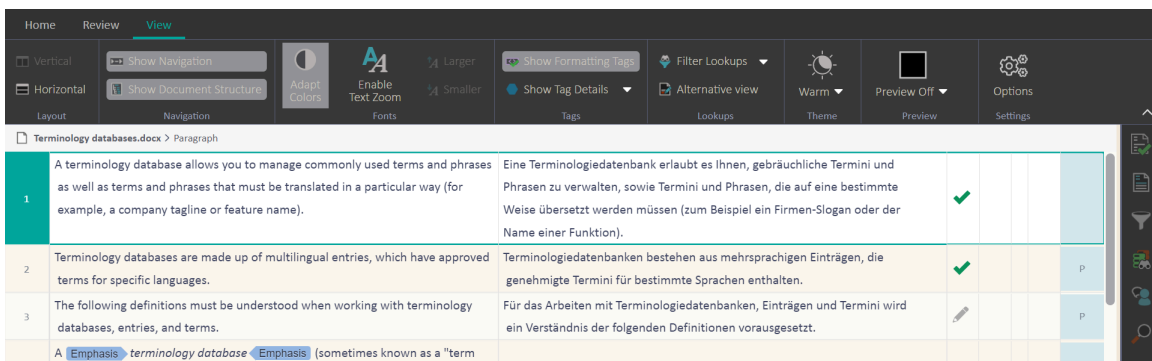 Home Review View
Vertical
Horizontal
Layout
Show Navigation
Show Document Structure
Navigation
Adapt
Colors
Enable
Text Zoom
Larger
Smaller
Fonts
Show Formatting Tags
Show Tag Details
Tags
Filter Lookups
Alternative view
Lookups
Warm
Theme
Preview Off
Preview
Options
Settings
Terminology databases.docx > Paragraph
1
A terminology database allows you to manage commonly used terms and phrases
as well as terms and phrases that must be translated in a particular way (for
example, a company tagline or feature name).
Eine Terminologiedatenbank erlaubt es Ihnen, gebräuchliche Termini und
Phrasen zu verwalten, sowie Termini und Phrasen, die auf eine bestimmte
Weise übersetzt werden müssen (zum Beispiel ein Firmen-Slogan oder der
Name einer Funktion).
2
Terminology databases are made up of multilingual entries, which have approved
terms for specific languages.
Terminologiedatenbanken bestehen aus mehrsprachigen Einträgen, die
genehmigte Termini für bestimmte Sprachen enthalten.
P
3
The following definitions must be understood when working with terminology
databases, entries, and terms.
Für das Arbeiten mit Terminologiedatenbanken, Einträgen und Termini wird
ein Verständnis der folgenden Definitionen vorausgesetzt.
P
A Emphasis terminology database Emphasis (sometimes known as a "term